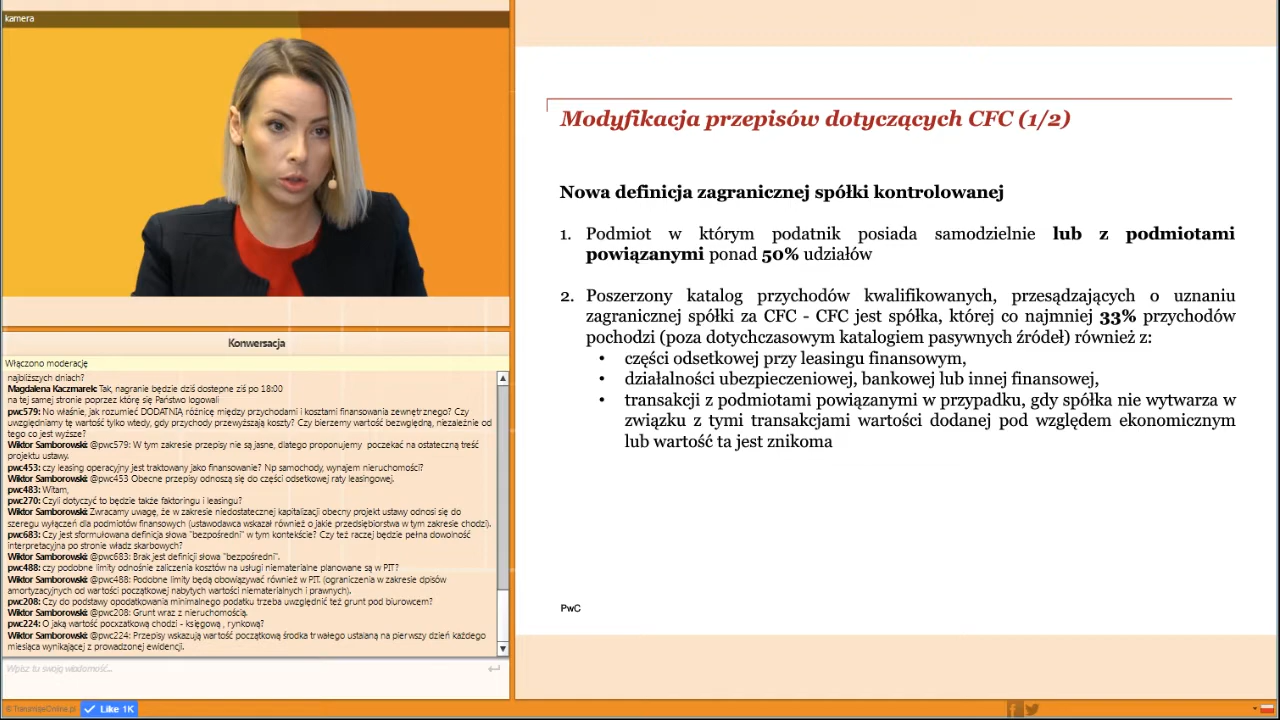 kamera
Modyfikacja przepisów dotyczących CFC (1/2)
Nowa definicja zagranicznej spółki kontrolowanej
1. Podmiot w którym podatnik posiada samodzielnie lub z podmiotami
powiązanymi ponad 50% udziałów
2. Poszerzony katalog przychodów kwalifikowanych, przesądzających o uznaniu
zagranicznej spółki za CFC - CFC jest spółka, której co najmniej 33% przychodów
pochodzi (poza dotychczasowym katalogiem pasywnych źródeł) również z:
• części odsetkowej przy leasingu finansowym,
• działalności ubezpieczeniowej, bankowej lub innej finansowej,
• transakcji z podmiotami powiązanymi w przypadku, gdy spółka nie wytwarza w
związku z tymi transakcjami wartości dodanej pod względem ekonomicznym
lub wartość ta jest znikoma
PwC
Konwersacja
Włączono moderację
najbliższych dniach?
Magdalena Kaczmarek: Tak, nagranie będzie dziś dostepne ziś po 18:00
na tej samej stronie poprzez którę się Państwo logowali
pwc579: No właśnie, jak rozumieć DODATNIĄ różnicę między przychodami i kosztami finansowania zewnętrznego? Czy
uwzględniamy tę wartość tylko wtedy, gdy przychody przewyższają koszty? Czy bierzemy wartość bezwględną, niezależnie od
tego co jest wyższe?
Wiktor Samborowski: @pwc579: W tym zakresie przepisy nie są jasne, dlatego proponujemy poczekać na ostateczną treść
projektu ustawy.
pwc453: czy leasing operacyjny jest traktowany jako finansowanie? Np samochody, wynajem nieruchomości?
Wiktor Samborowski: @pwc453 Obecne przepisy odnoszą się do części odsetkowej raty leasingowej.
pwc483: Witam,
pwc270: Czyli dotyczyć to będzie także faktoringu i leasingu?
Wiktor Samborowski: Zwracamy uwagę, że w zakresie niedostatecznej kapitalizacji obecny projekt ustawy odnosi się do
szeregu wyłączeń dla podmiotów finansowych (ustawodawca wskazał również o jakie przedsiębiorstwa w tym zakresie chodzi).
pwc683: Czy jest sformułowana definicja słowa "bezpośredni" w tym kontekście? Czy też raczej będzie pełna dowolność
interpretacyjna po stronie władz skarbowych?
Wiktor Samborowski: @pwc683: Brak jest definicji słowa "bezpośredni".
pwc488: czy podobne limity odnośnie zaliczenia kosztów na usługi niematerialne planowane są w PIT?
Wiktor Samborowski: @pwc488: Podobne limity będą obowiązywać również w PIT. (ograniczenia w zakresie dpisów
amortyzacyjnych od wartości początkowej nabytych wartości niematerialnych i prawnych).
pwc208: Czy do podstawy opodatkowania minimalnego podatku trzeba uwzględnić też grunt pod biurowcem?
Wiktor Samborowski: @pwc208: Grunt wraz z nieruchomością.
pwc224: O jaką wartość pocxzatkową chodzi - księgową , rynkową?
Wiktor Samborowski: @pwc224: Przepisy wskazują wartość początkową środka trwałego ustalaną na pierwszy dzień każdego
miesiąca wynikającej z prowadzonej ewidencji.
Wpisz tu swoją wiadomość...
© TransmisjeOnline.pl
Like 1K